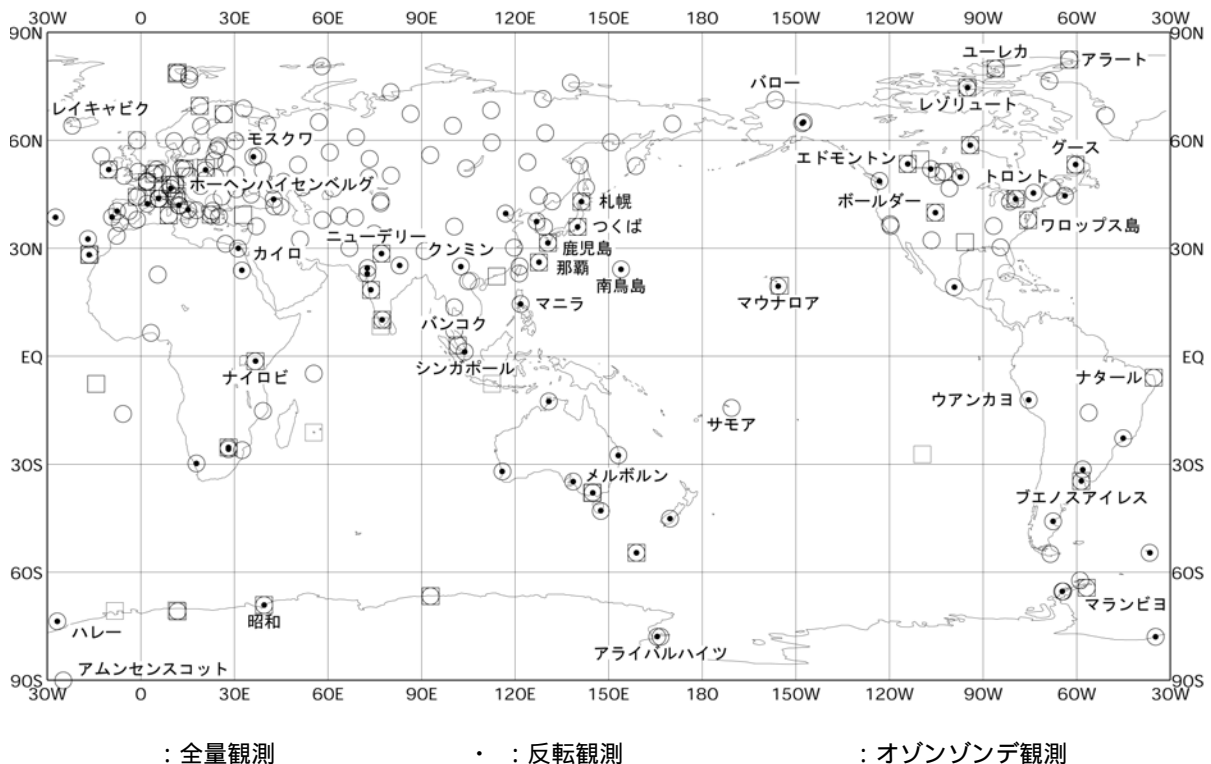 30W 0 30E 60E 90E 120E 150E 180 150W 120W 90W 60W 30W
90N 90N
ユーレカ
アラート
バロー
レイキャビク
レゾリュート
60N 60N
モスクワ
グース
エドモントン
トロント
ホーヘンパイセンベルグ
札幌
ボールダー
つくば
ワロップス島
ニューデリー
クンミン
鹿児島
30N 30N
カイロ
那覇
南鳥島
マウナロア
マニラ
バンコク
EQ EQ
シンガポール
ナイロビ
ナタール
ウアンカヨ
サモア
30S 30S
メルボルン
ブエノスアイレス
60S 60S
マランビヨ
昭和
ハレー
アライバルハイツ
アムンセンスコット
90S 90S
30W 0 30E 60E 90E 120E 150E 180 150W 120W 90W 60W 30W
:全量観測 ・ :反転観測 :オゾンゾンデ観測